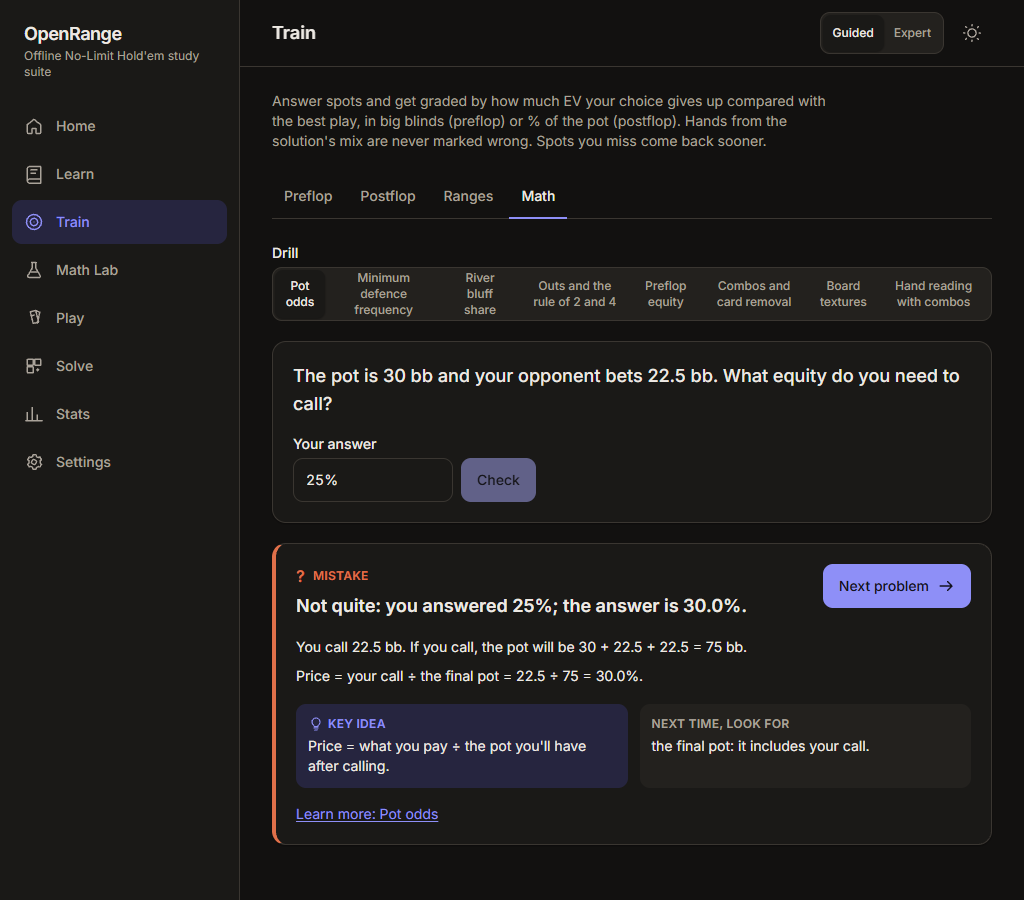 OpenRange
Offline No-Limit Hold'em study
suite
Home
Learn
Train
Math Lab
Play
Solve
Stats
Settings
Train
Guided
Expert
Answer spots and get graded by how much EV your choice gives up compared with
the best play, in big blinds (preflop) or % of the pot (postflop). Hands from the
solution's mix are never marked wrong. Spots you miss come back sooner.
Preflop
Postflop
Ranges
Math
Drill
Pot
odds
Minimum
defence
frequency
River
bluff
share
Outs and the
rule of 2 and 4
Preflop
equity
Combos and
card removal
Board
textures
Hand reading
with combos
The pot is 30 bb and your opponent bets 22.5 bb. What equity do you need to
call?
Your answer
25%
Check
? MISTAKE
Not quite: you answered 25%; the answer is 30.0%.
Next problem →
You call 22.5 bb. If you call, the pot will be 30 + 22.5 + 22.5 = 75 bb.
Price = your call ÷ the final pot = 22.5 ÷ 75 = 30.0%.
KEY IDEA
Price = what you pay ÷ the pot you'll have
after calling.
NEXT TIME, LOOK FOR
the final pot: it includes your call.
Learn more: Pot odds